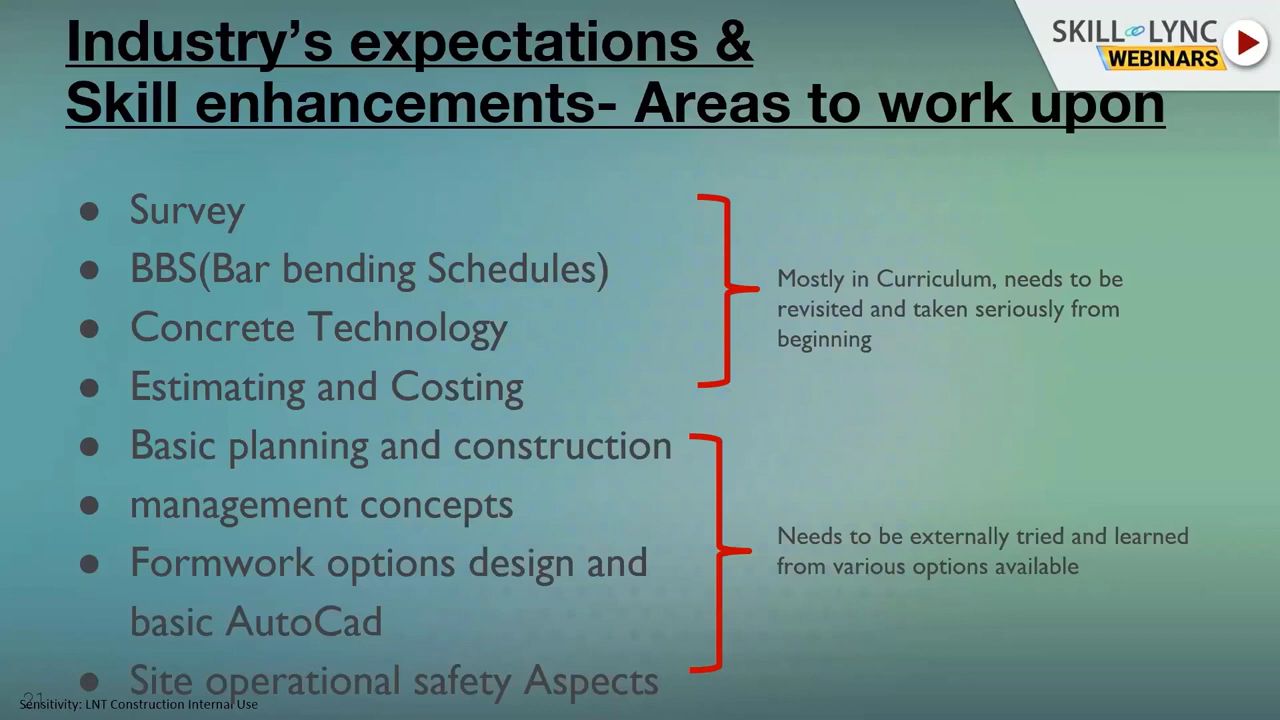 Industry’s expectations &
Skill enhancements- Areas to work upon
SKILL LYNC
WEBINARS
● Survey
● BBS(Bar bending Schedules)
● Concrete Technology
● Estimating and Costing
Mostly in Curriculum, needs to be
revisited and taken seriously from
beginning
● Basic planning and construction
● management concepts
● Formwork options design and
basic AutoCad
● Site operational safety Aspects
Needs to be externally tried and learned
from various options available
21
Sensitivity: LNT Construction Internal Use